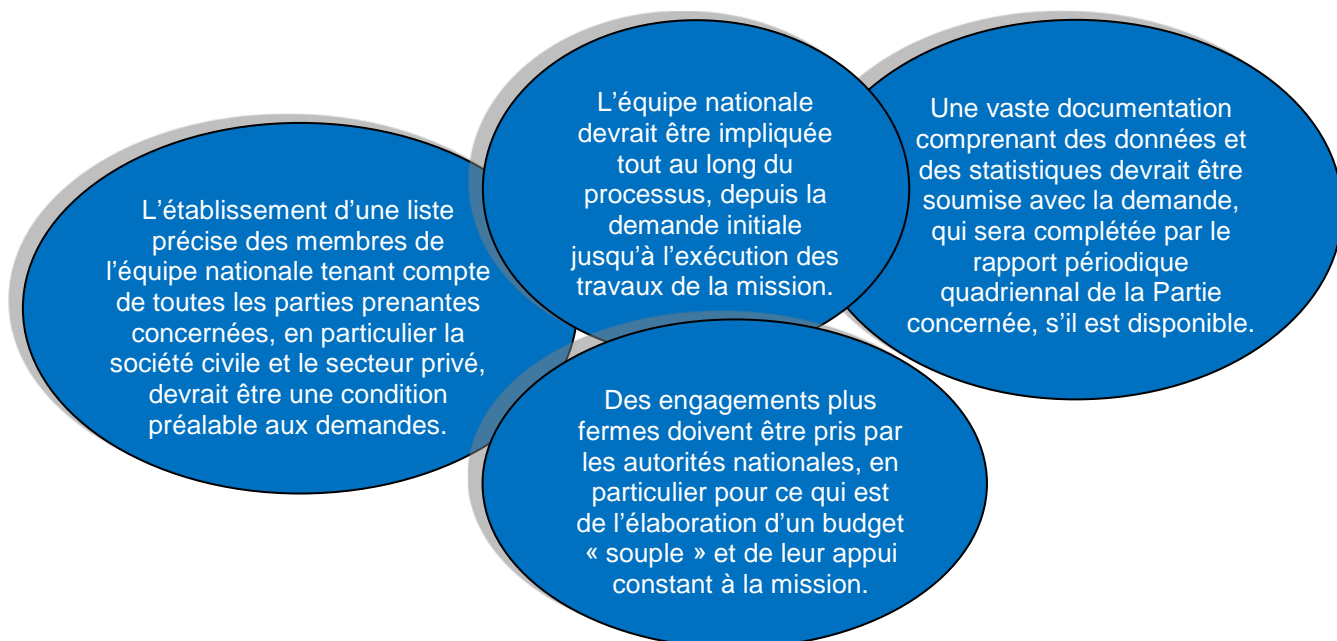 L’établissement d’une liste
précise des membres de
l’équipe nationale tenant compte
de toutes les parties prenantes
concernées, en particulier la
société civile et le secteur privé,
devrait être une condition
préalable aux demandes.
L’équipe nationale
devrait être impliquée
tout au long du
processus, depuis la
demande initiale
jusqu’à l’exécution des
travaux de la mission.
Une vaste documentation
comprenant des données et
des statistiques devrait être
soumise avec la demande,
qui sera complétée par le
rapport périodique
quadriennal de la Partie
concernée, s’il est disponible.
Des engagements plus
fermes doivent être pris par
les autorités nationales, en
particulier pour ce qui est
de l’élaboration d’un budget
« souple » et de leur appui
constant à la mission.